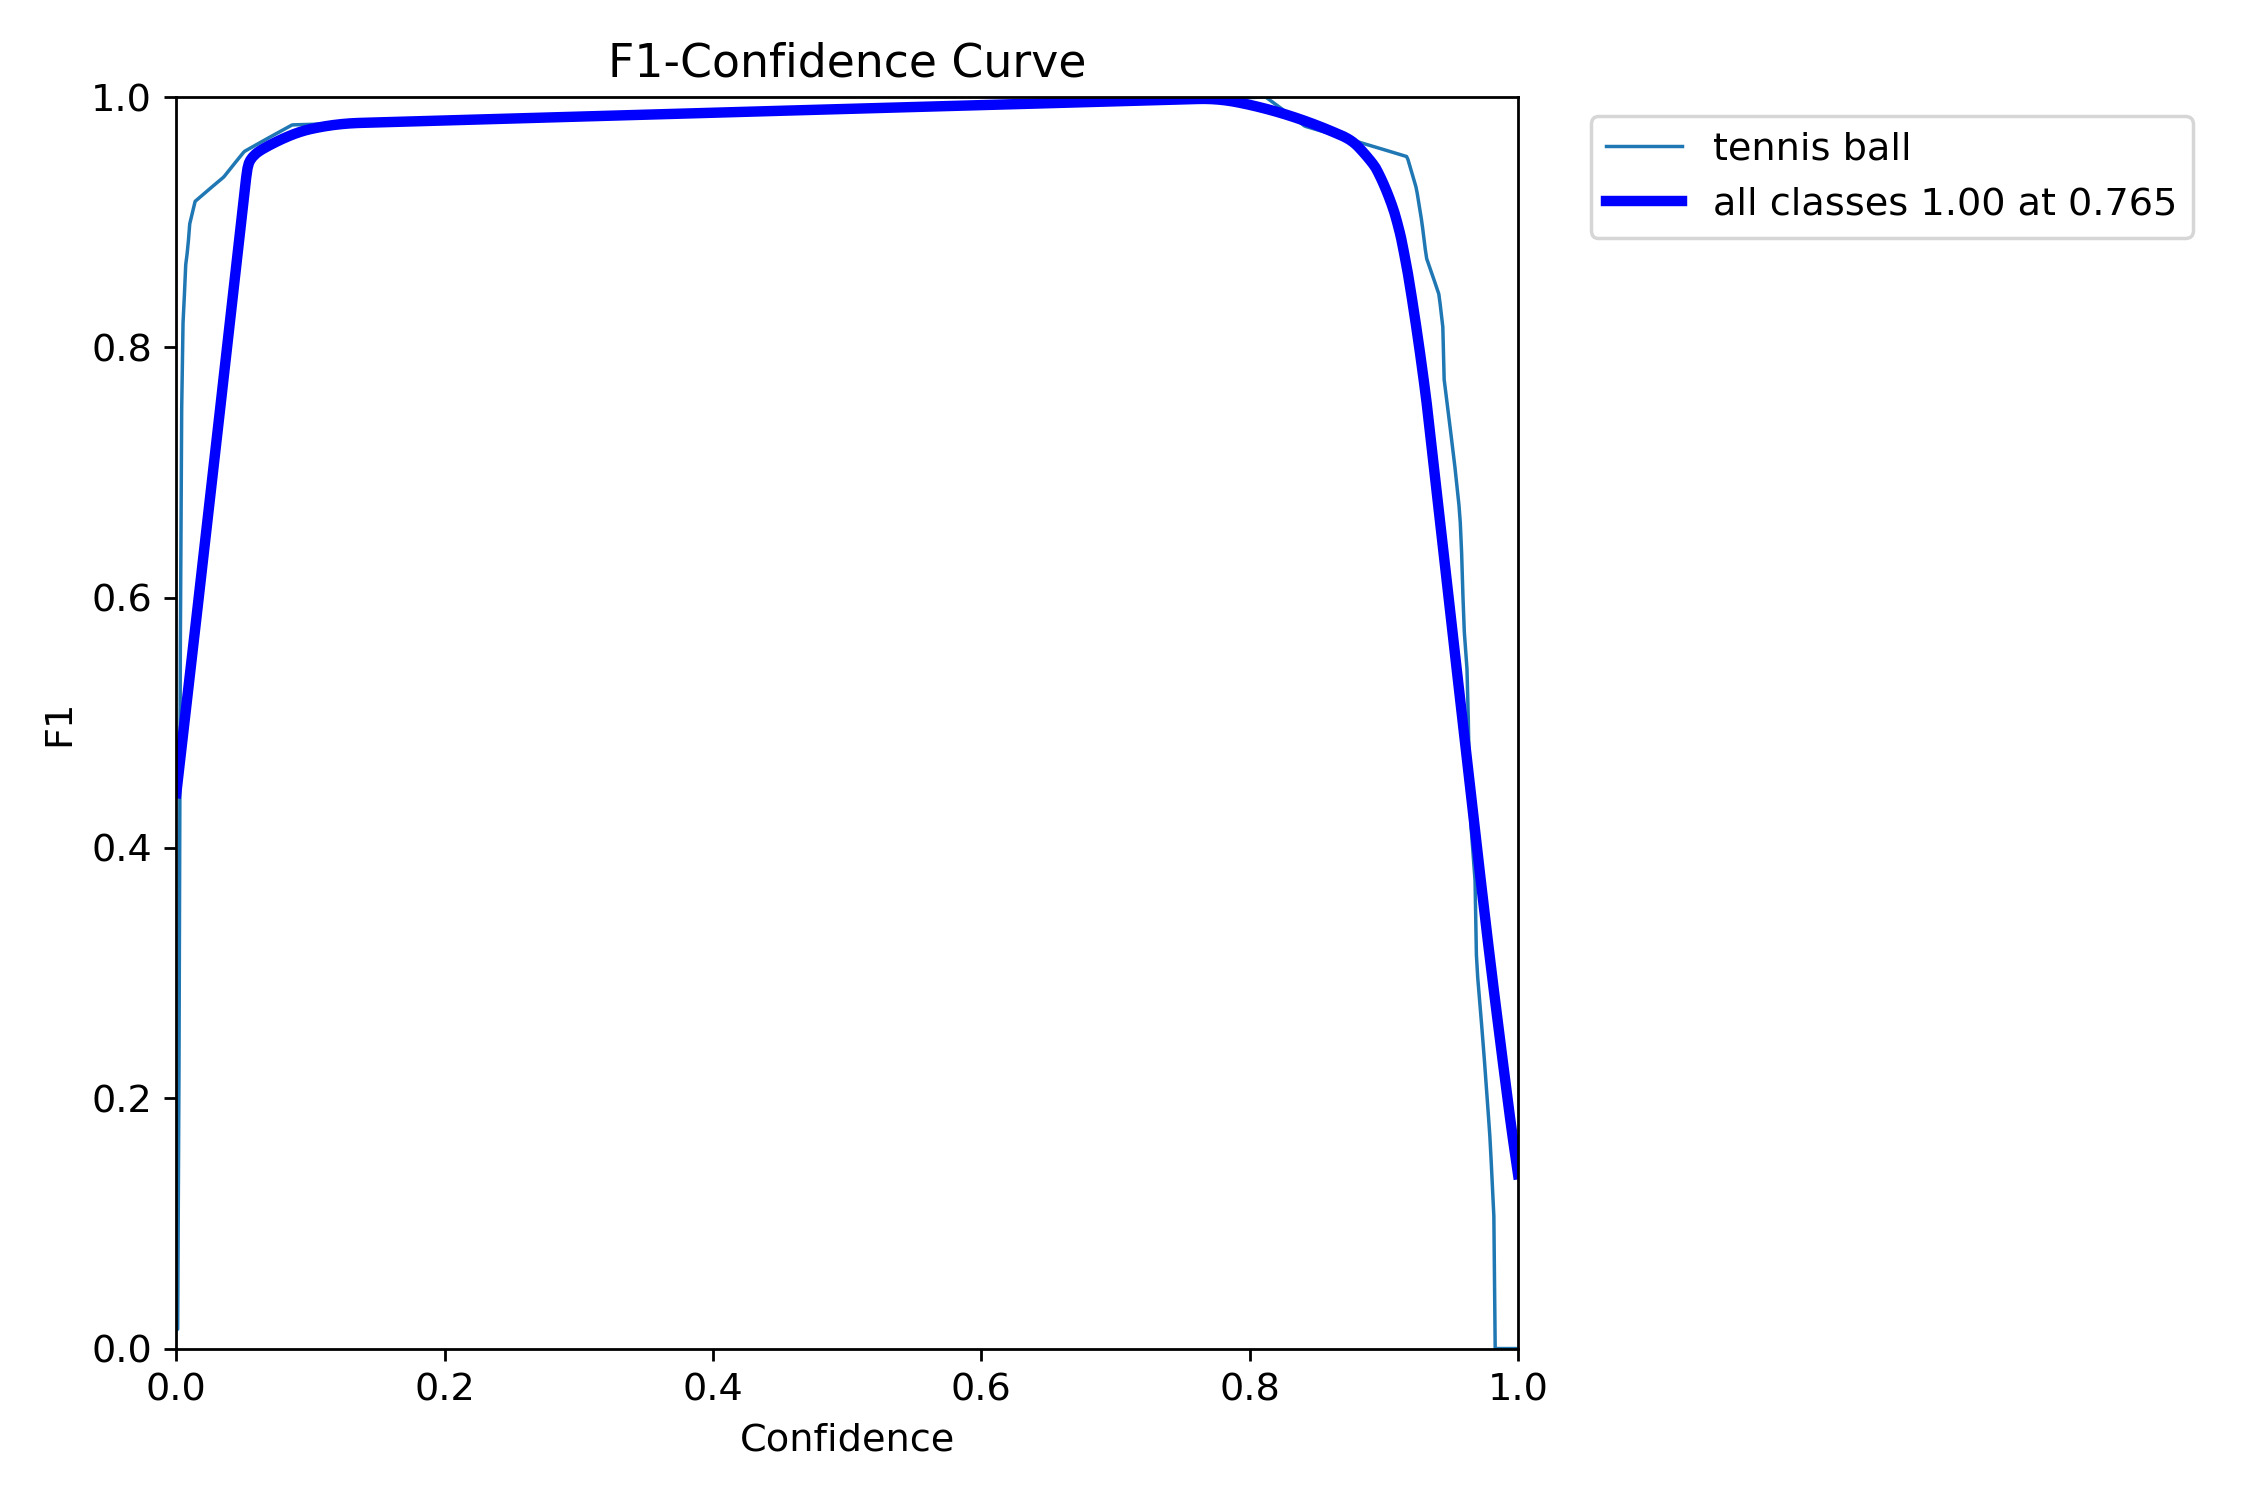 F1-Confidence Curve
tennis ball
all classes 1.00 at 0.765
1.0
0.8
0.6
0.4
0.2
0.0
F1
0.0 0.2 0.4 0.6 0.8 1.0
Confidence